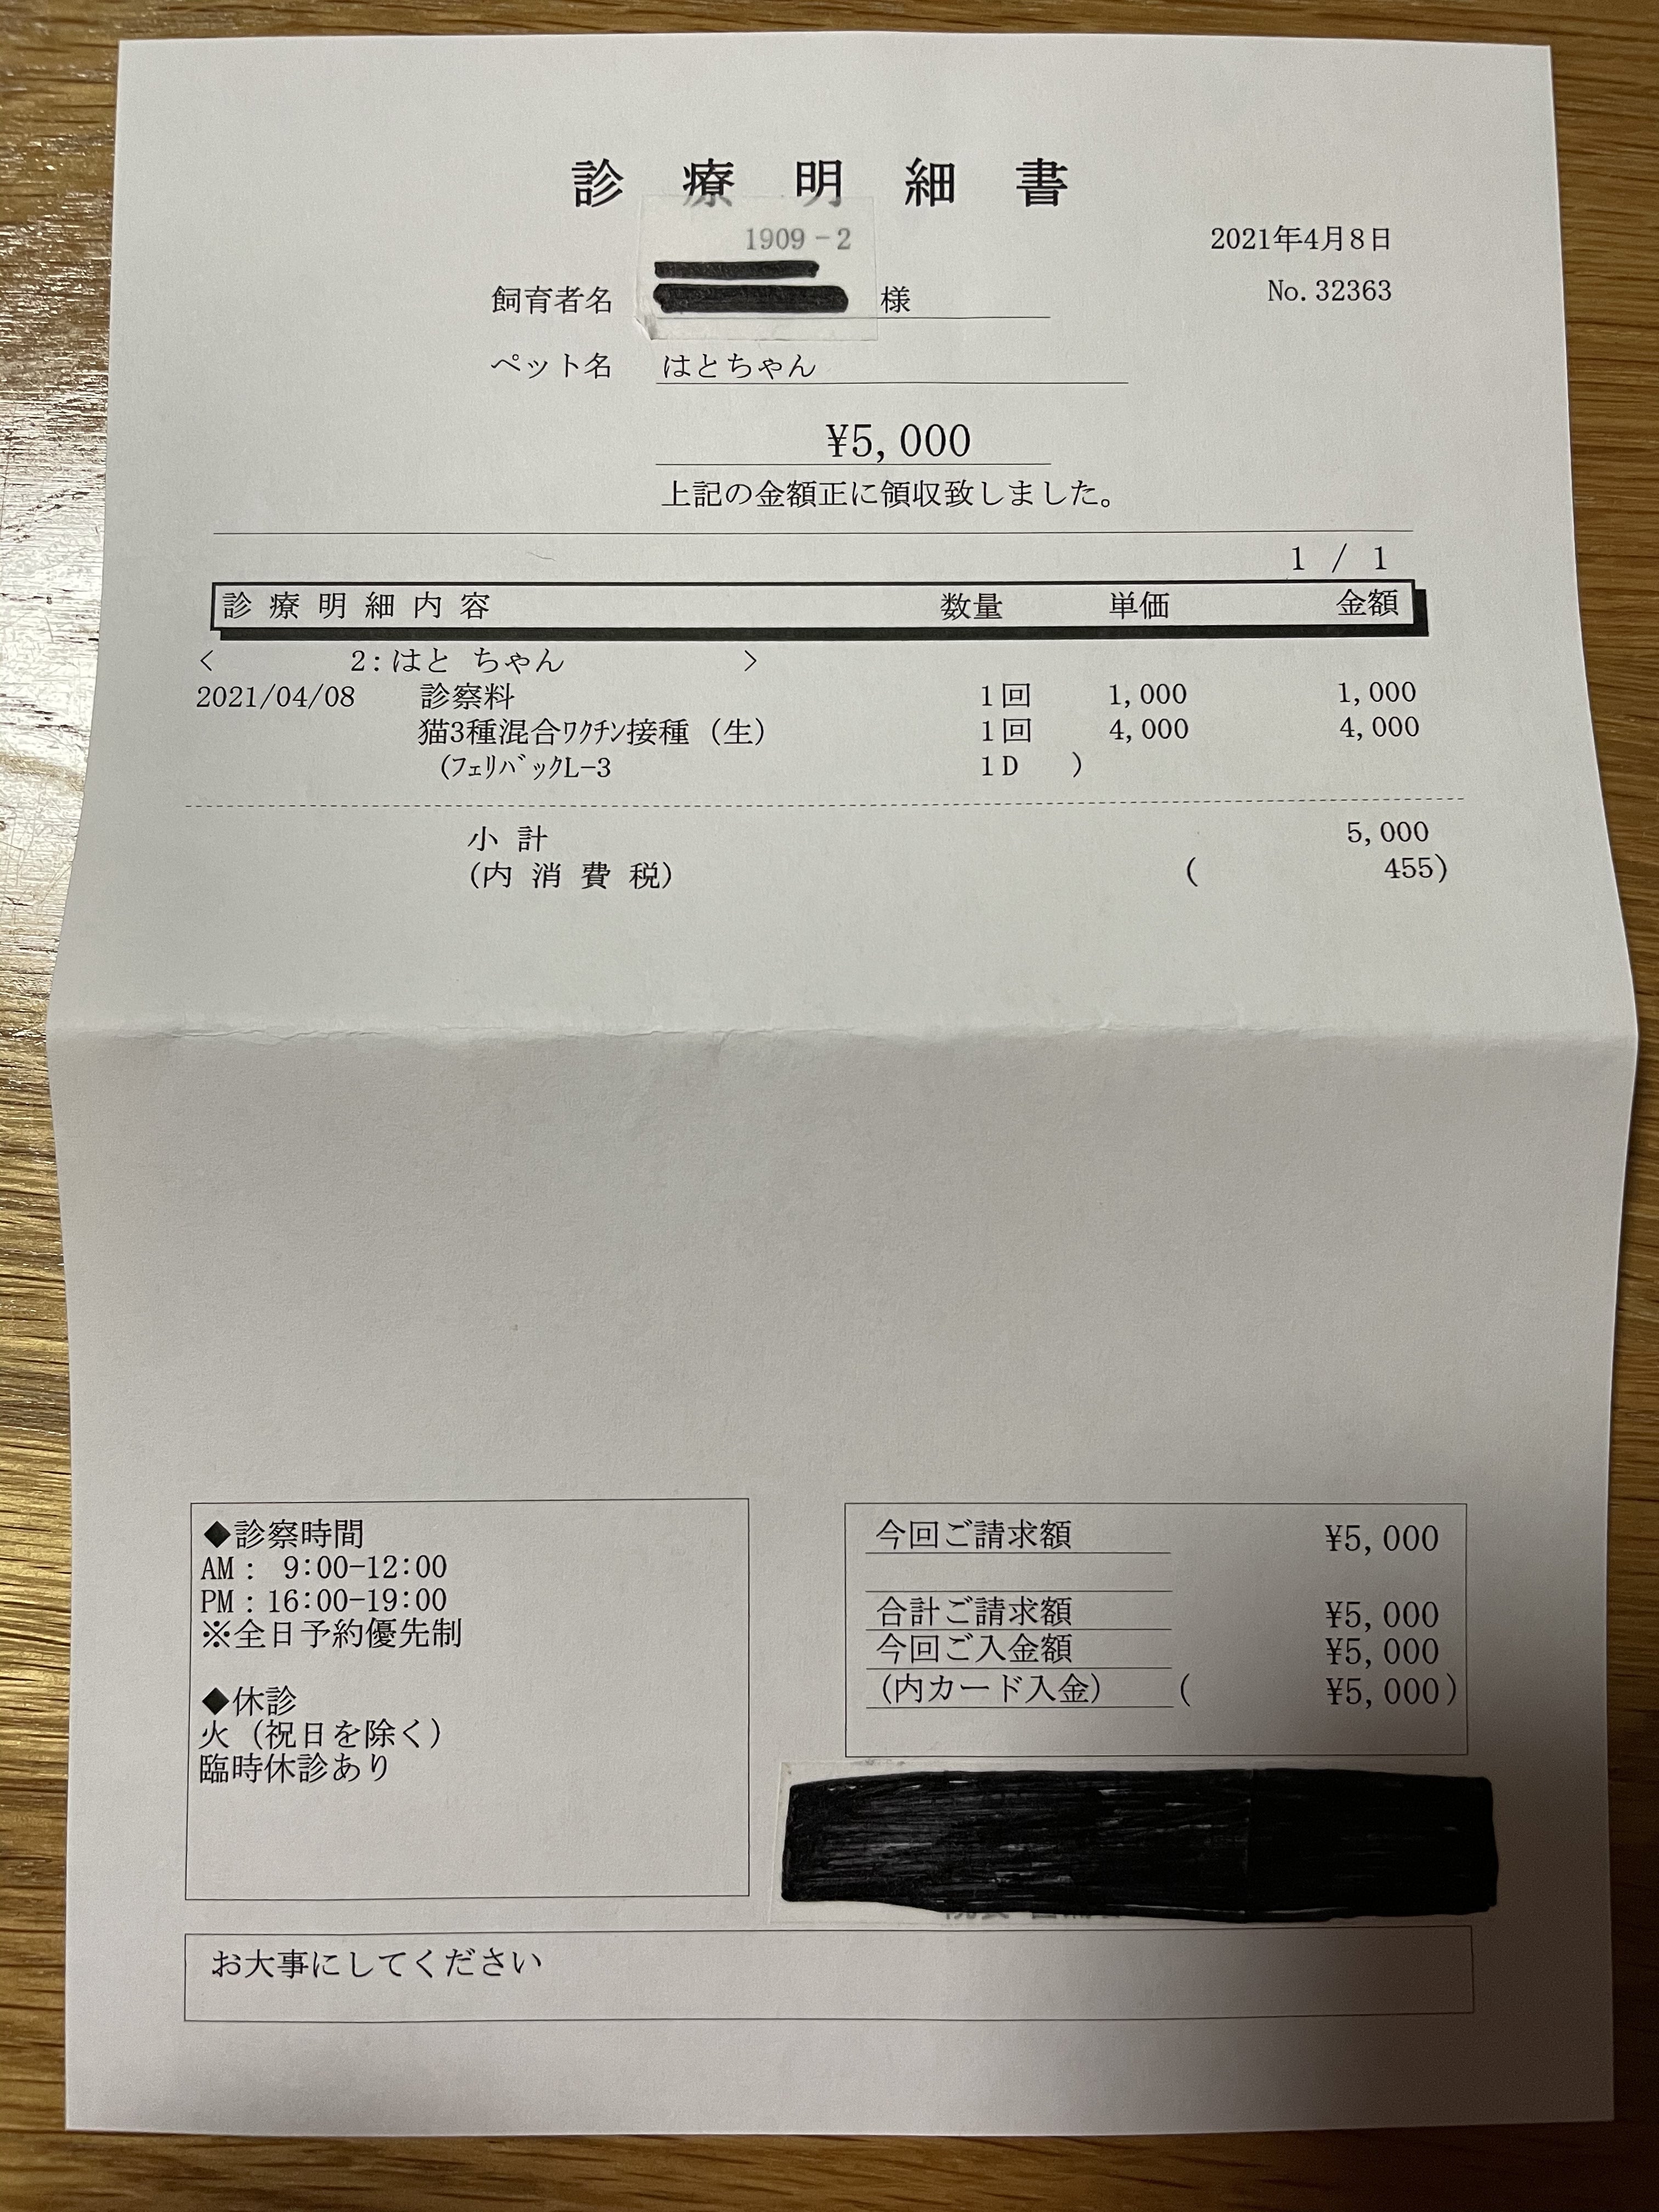 診療明細書
1909-2
2021年4月8日
飼育者名 様
No.32363
ペット名 はとちゃん
¥5,000
上記の金額正に領収致しました。
1 / 1
診療明細内容 数量 単価 金額
< 2:はと ちゃん >
2021/04/08 診察料 1回 1,000 1,000
猫3種混合ﾜｸﾁﾝ接種（生） 1回 4,000 4,000
(ﾌｪﾘﾊﾞｯｸL-3 1D )
小計 5,000
(内消費税) ( 455)
◆診察時間
AM： 9:00-12:00
PM：16:00-19:00
※全日予約優先制
◆休診
火（祝日を除く）
臨時休診あり
今回ご請求額 ¥5,000
合計ご請求額 ¥5,000
今回ご入金額 ¥5,000
(内カード入金) ( ¥5,000)
お大事にしてください